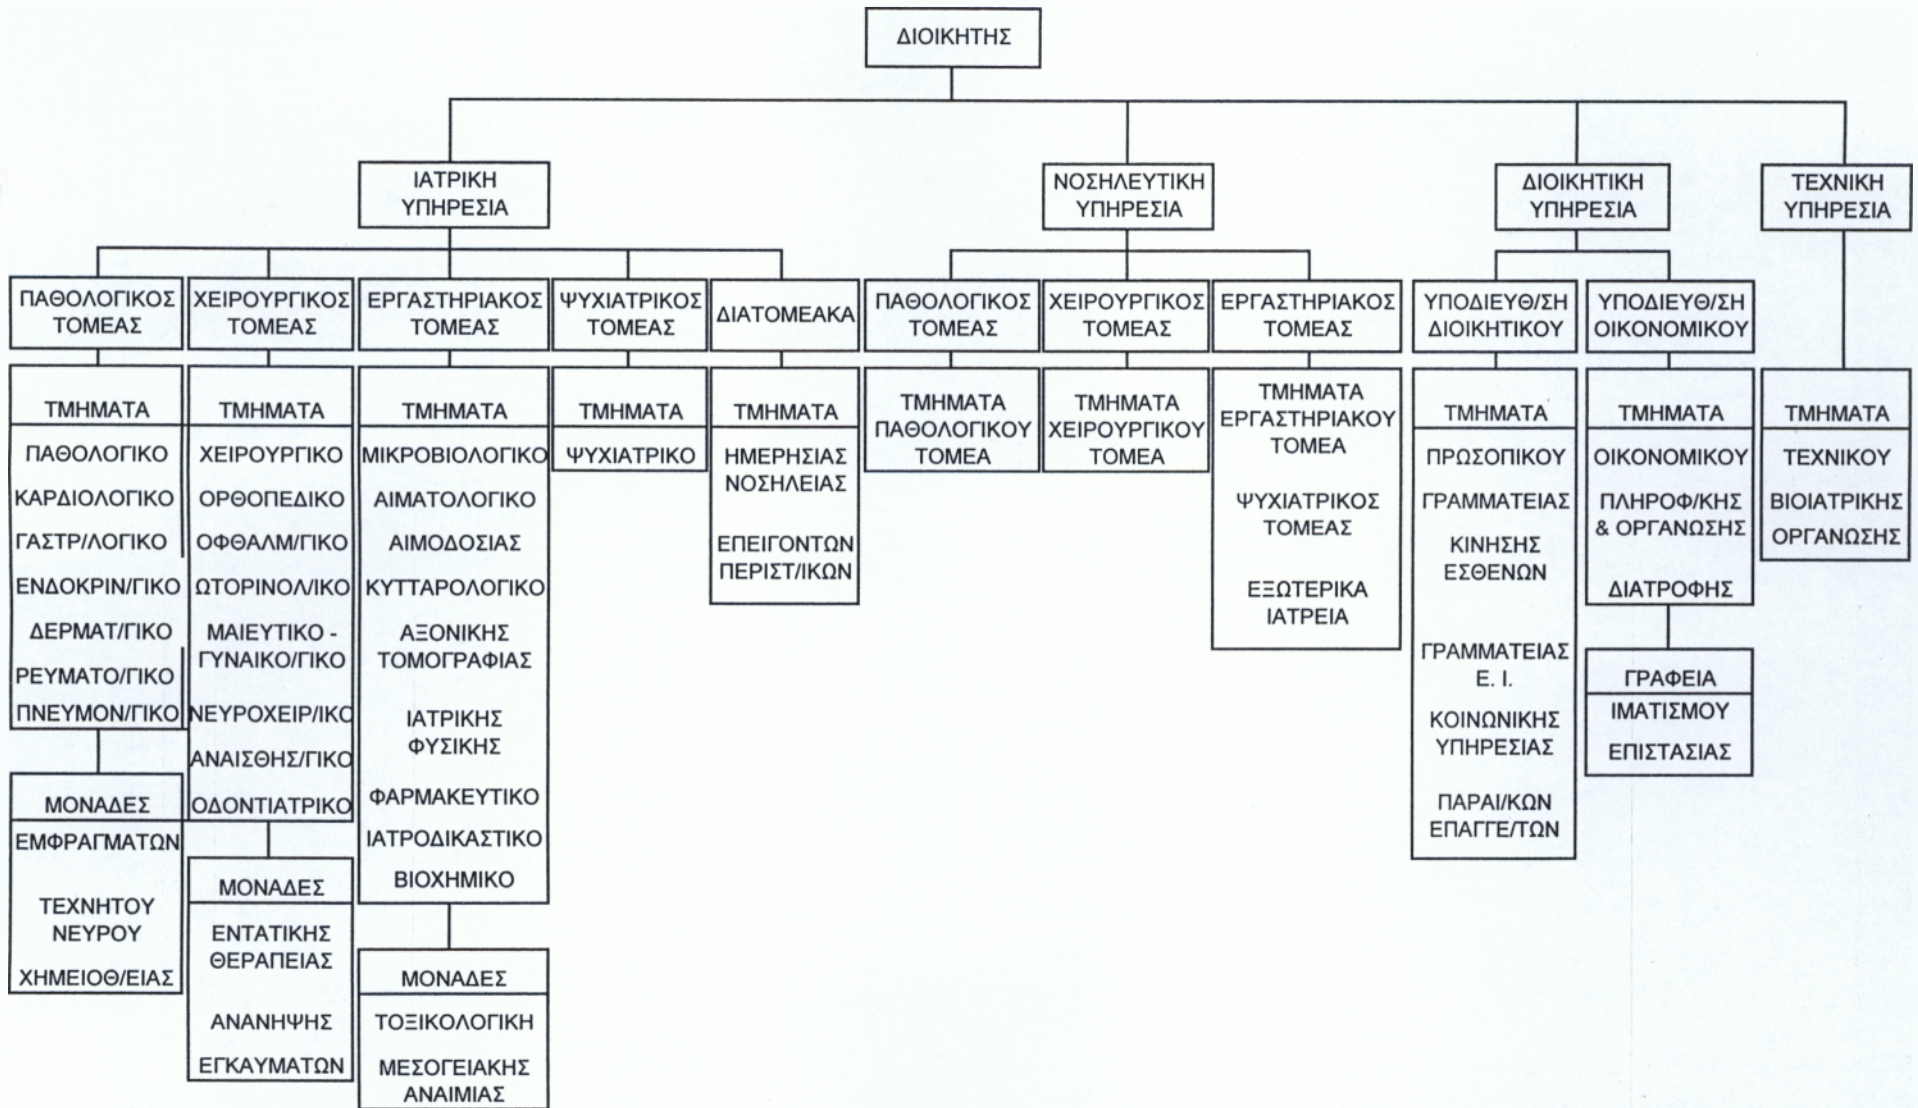 ΔΙΟΙΚΗΤΗΣ
ΙΑΤΡΙΚΗ
ΥΠΗΡΕΣΙΑ
ΝΟΣΗΛΕΥΤΙΚΗ
ΥΠΗΡΕΣΙΑ
ΔΙΟΙΚΗΤΙΚΗ
ΥΠΗΡΕΣΙΑ
ΤΕΧΝΙΚΗ
ΥΠΗΡΕΣΙΑ
ΠΑΘΟΛΟΓΙΚΟΣ
ΤΟΜΕΑΣ
ΧΕΙΡΟΥΡΓΙΚΟΣ
ΤΟΜΕΑΣ
ΕΡΓΑΣΤΗΡΙΑΚΟΣ
ΤΟΜΕΑΣ
ΨΥΧΙΑΤΡΙΚΟΣ
ΤΟΜΕΑΣ
ΔΙΑΤΟΜΕΑΚΑ
ΠΑΘΟΛΟΓΙΚΟΣ
ΤΟΜΕΑΣ
ΧΕΙΡΟΥΡΓΙΚΟΣ
ΤΟΜΕΑΣ
ΕΡΓΑΣΤΗΡΙΑΚΟΣ
ΤΟΜΕΑΣ
ΥΠΟΔΙΕΥΘ/ΣΗ
ΔΙΟΙΚΗΤΙΚΟΥ
ΥΠΟΔΙΕΥΘ/ΣΗ
ΟΙΚΟΝΟΜΙΚΟΥ
ΤΜΗΜΑΤΑ
ΠΑΘΟΛΟΓΙΚΟ
ΚΑΡΔΙΟΛΟΓΙΚΟ
ΓΑΣΤΡ/ΛΟΓΙΚΟ
ΕΝΔΟΚΡΙΝ/ΓΙΚΟ
ΔΕΡΜΑΤ/ΓΙΚΟ
ΡΕΥΜΑΤΟ/ΓΙΚΟ
ΠΝΕΥΜΟΝ/ΓΙΚΟ
ΜΟΝΑΔΕΣ
ΕΜΦΡΑΓΜΑΤΩΝ
ΤΕΧΝΗΤΟΥ
ΝΕΥΡΟΥ
ΧΗΜΕΙΟΘ/ΕΙΑΣ
ΤΜΗΜΑΤΑ
ΧΕΙΡΟΥΡΓΙΚΟ
ΟΡΘΟΠΕΔΙΚΟ
ΟΦΘΑΛΜ/ΓΙΚΟ
ΩΤΟΡΙΝΟΛ/ΙΚΟ
ΜΑΙΕΥΤΙΚΟ -
ΓΥΝΑΙΚΟ/ΓΙΚΟ
ΝΕΥΡΟΧΕΙΡ/ΙΚΟ
ΑΝΑΙΣΘΗΣ/ΓΙΚΟ
ΟΔΟΝΤΙΑΤΡΙΚΟ
ΜΟΝΑΔΕΣ
ΕΝΤΑΤΙΚΗΣ
ΘΕΡΑΠΕΙΑΣ
ΑΝΑΝΗΨΗΣ
ΕΓΚΑΥΜΑΤΩΝ
ΤΜΗΜΑΤΑ
ΜΙΚΡΟΒΙΟΛΟΓΙΚΟ
ΑΙΜΑΤΟΛΟΓΙΚΟ
ΑΙΜΟΔΟΣΙΑΣ
ΚΥΤΤΑΡΟΛΟΓΙΚΟ
ΑΞΟΝΙΚΗΣ
ΤΟΜΟΓΡΑΦΙΑΣ
ΙΑΤΡΙΚΗΣ
ΦΥΣΙΚΗΣ
ΦΑΡΜΑΚΕΥΤΙΚΟ
ΙΑΤΡΟΔΙΚΑΣΤΙΚΟ
ΒΙΟΧΗΜΙΚΟ
ΜΟΝΑΔΕΣ
ΤΟΞΙΚΟΛΟΓΙΚΗ
ΜΕΣΟΓΕΙΑΚΗΣ
ΑΝΑΙΜΙΑΣ
ΤΜΗΜΑΤΑ
ΨΥΧΙΑΤΡΙΚΟ
ΤΜΗΜΑΤΑ
ΗΜΕΡΗΣΙΑΣ
ΝΟΣΗΛΕΙΑΣ
ΕΠΕΙΓΟΝΤΩΝ
ΠΕΡΙΣΤ/ΙΚΩΝ
ΤΜΗΜΑΤΑ
ΠΑΘΟΛΟΓΙΚΟΥ
ΤΟΜΕΑ
ΤΜΗΜΑΤΑ
ΧΕΙΡΟΥΡΓΙΚΟΥ
ΤΟΜΕΑ
ΤΜΗΜΑΤΑ
ΕΡΓΑΣΤΗΡΙΑΚΟΥ
ΤΟΜΕΑ
ΨΥΧΙΑΤΡΙΚΟΣ
ΤΟΜΕΑΣ
ΕΞΩΤΕΡΙΚΑ
ΙΑΤΡΕΙΑ
ΤΜΗΜΑΤΑ
ΠΡΩΣΟΠΙΚΟΥ
ΓΡΑΜΜΑΤΕΙΑΣ
ΚΙΝΗΣΗΣ
ΕΣΘΕΝΩΝ
ΓΡΑΜΜΑΤΕΙΑΣ
Ε. Ι.
ΚΟΙΝΩΝΙΚΗΣ
ΥΠΗΡΕΣΙΑΣ
ΠΑΡΑΙ/ΚΩΝ
ΕΠΑΓΓΕ/ΤΩΝ
ΤΜΗΜΑΤΑ
ΟΙΚΟΝΟΜΙΚΟΥ
ΠΛΗΡΟΦ/ΚΗΣ
& ΟΡΓΑΝΩΣΗΣ
ΔΙΑΤΡΟΦΗΣ
ΓΡΑΦΕΙΑ
ΙΜΑΤΙΣΜΟΥ
ΕΠΙΣΤΑΣΙΑΣ
ΤΜΗΜΑΤΑ
ΤΕΧΝΙΚΟΥ
ΒΙΟΙΑΤΡΙΚΗΣ
ΟΡΓΑΝΩΣΗΣ